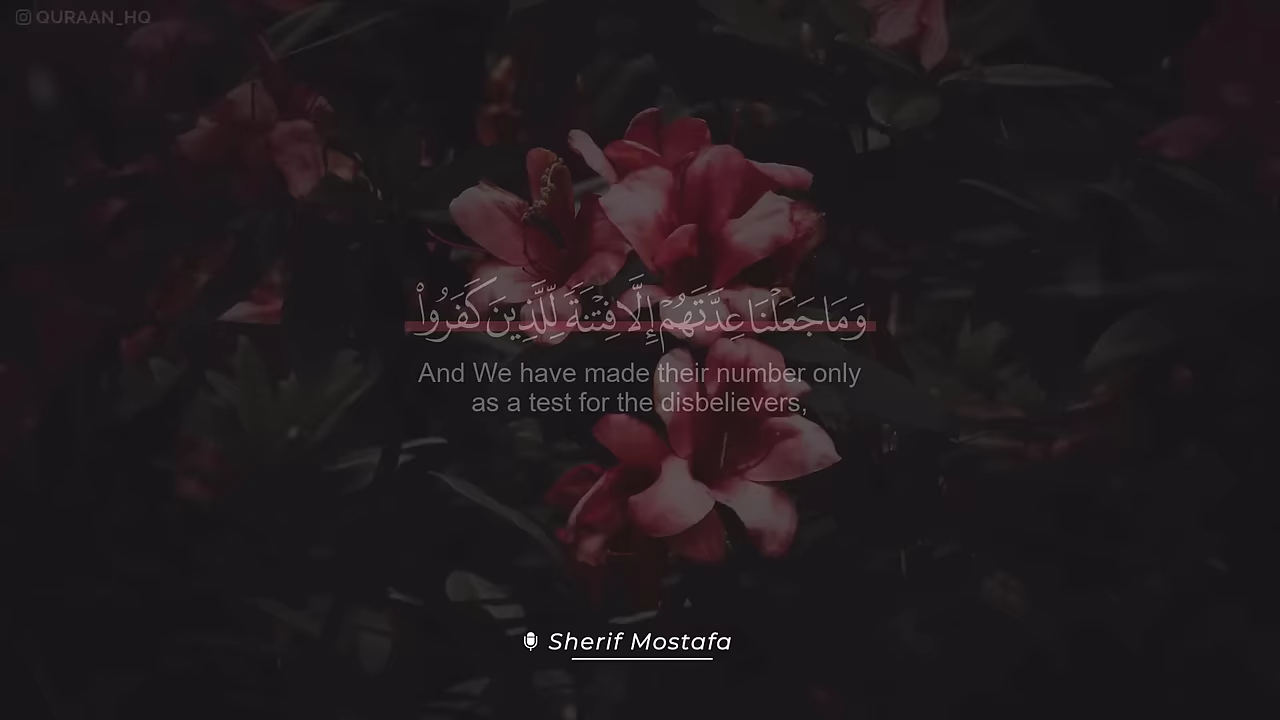 QURAAN_HQ
وَمَا جَعَلْنَا عِدَّتَهُمْ إِلَّا فِتْنَةً لِّلَّذِينَ كَفَرُواْ
And We have made their number only
as a test for the disbelievers,
Sherif Mostafa